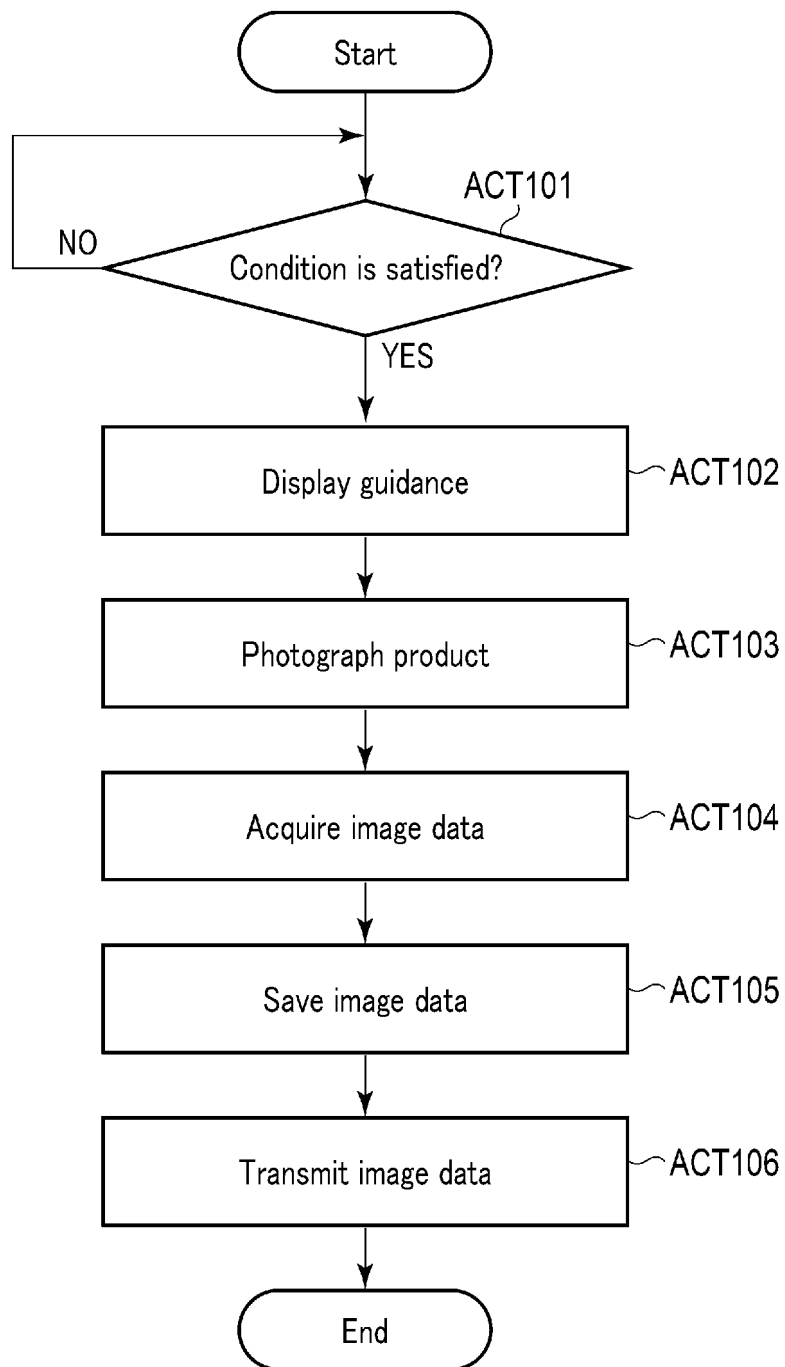 Start
ACT101
NO
Condition is satisfied?
YES
Display guidance
ACT102
Photograph product
ACT103
Acquire image data
ACT104
Save image data
ACT105
Transmit image data
ACT106
End